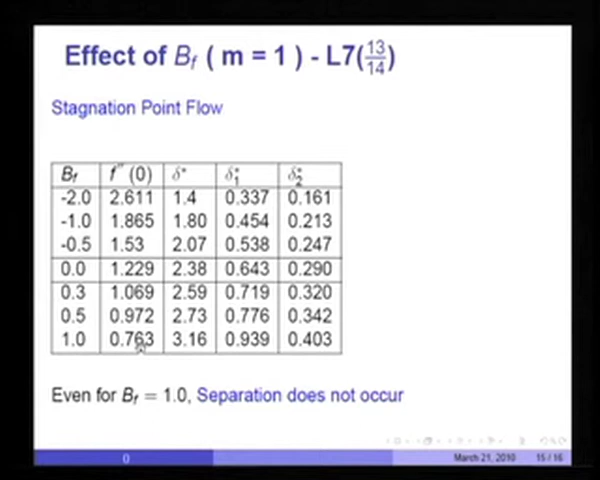 Effect of Bf ( m = 1 ) - L7(13/14)
Stagnation Point Flow
Bf f″(0) δ* δ1* δ2*
-2.0 2.611 1.4 0.337 0.161
-1.0 1.865 1.80 0.454 0.213
-0.5 1.53 2.07 0.538 0.247
0.0 1.229 2.38 0.643 0.290
0.3 1.069 2.59 0.719 0.320
0.5 0.972 2.73 0.776 0.342
1.0 0.763 3.16 0.939 0.403
Even for Bf = 1.0, Separation does not occur
() March 21, 2010 15 / 16